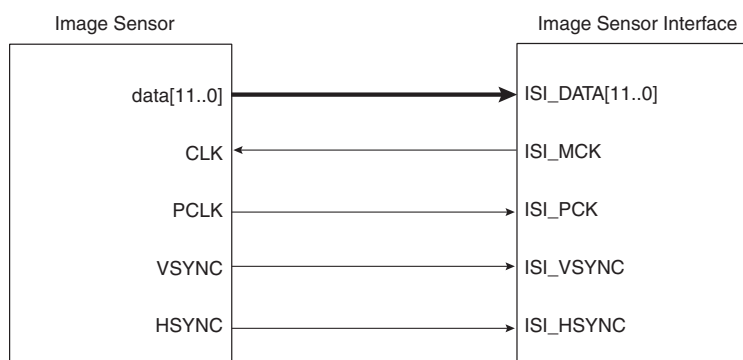 Image Sensor
Image Sensor Interface
data[11..0]
ISI_DATA[11..0]
CLK
ISI_MCK
PCLK
ISI_PCK
VSYNC
ISI_VSYNC
HSYNC
ISI_HSYNC